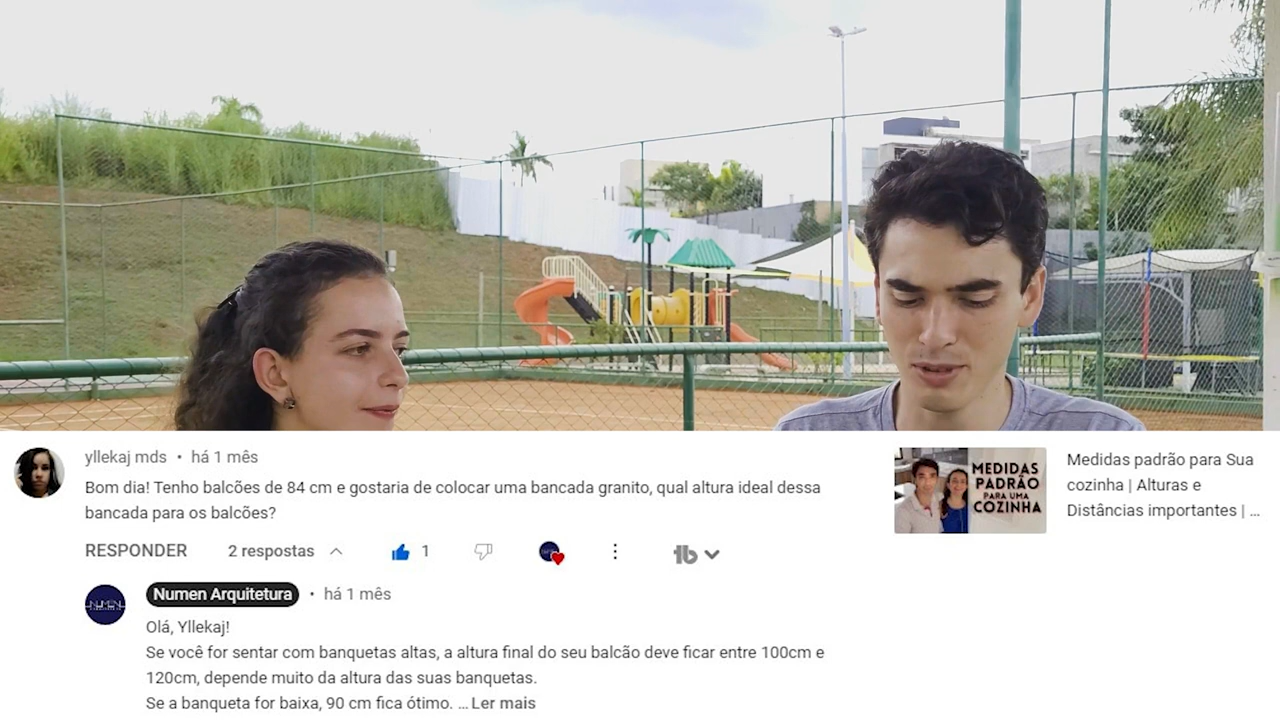 yllekaj mds • há 1 mês
Bom dia! Tenho balcões de 84 cm e gostaria de colocar uma bancada granito, qual altura ideal dessa
bancada para os balcões?
RESPONDER 2 respostas 1
Numen Arquitetura • há 1 mês
NUMEN
Olá, Yllekaj!
Se você for sentar com banquetas altas, a altura final do seu balcão deve ficar entre 100cm e
120cm, depende muito da altura das suas banquetas.
Se a banqueta for baixa, 90 cm fica ótimo. ... Ler mais
MEDIDAS
PADRÃO
PARA UMA
COZINHA
Medidas padrão para Sua
cozinha | Alturas e
Distâncias importantes | ...